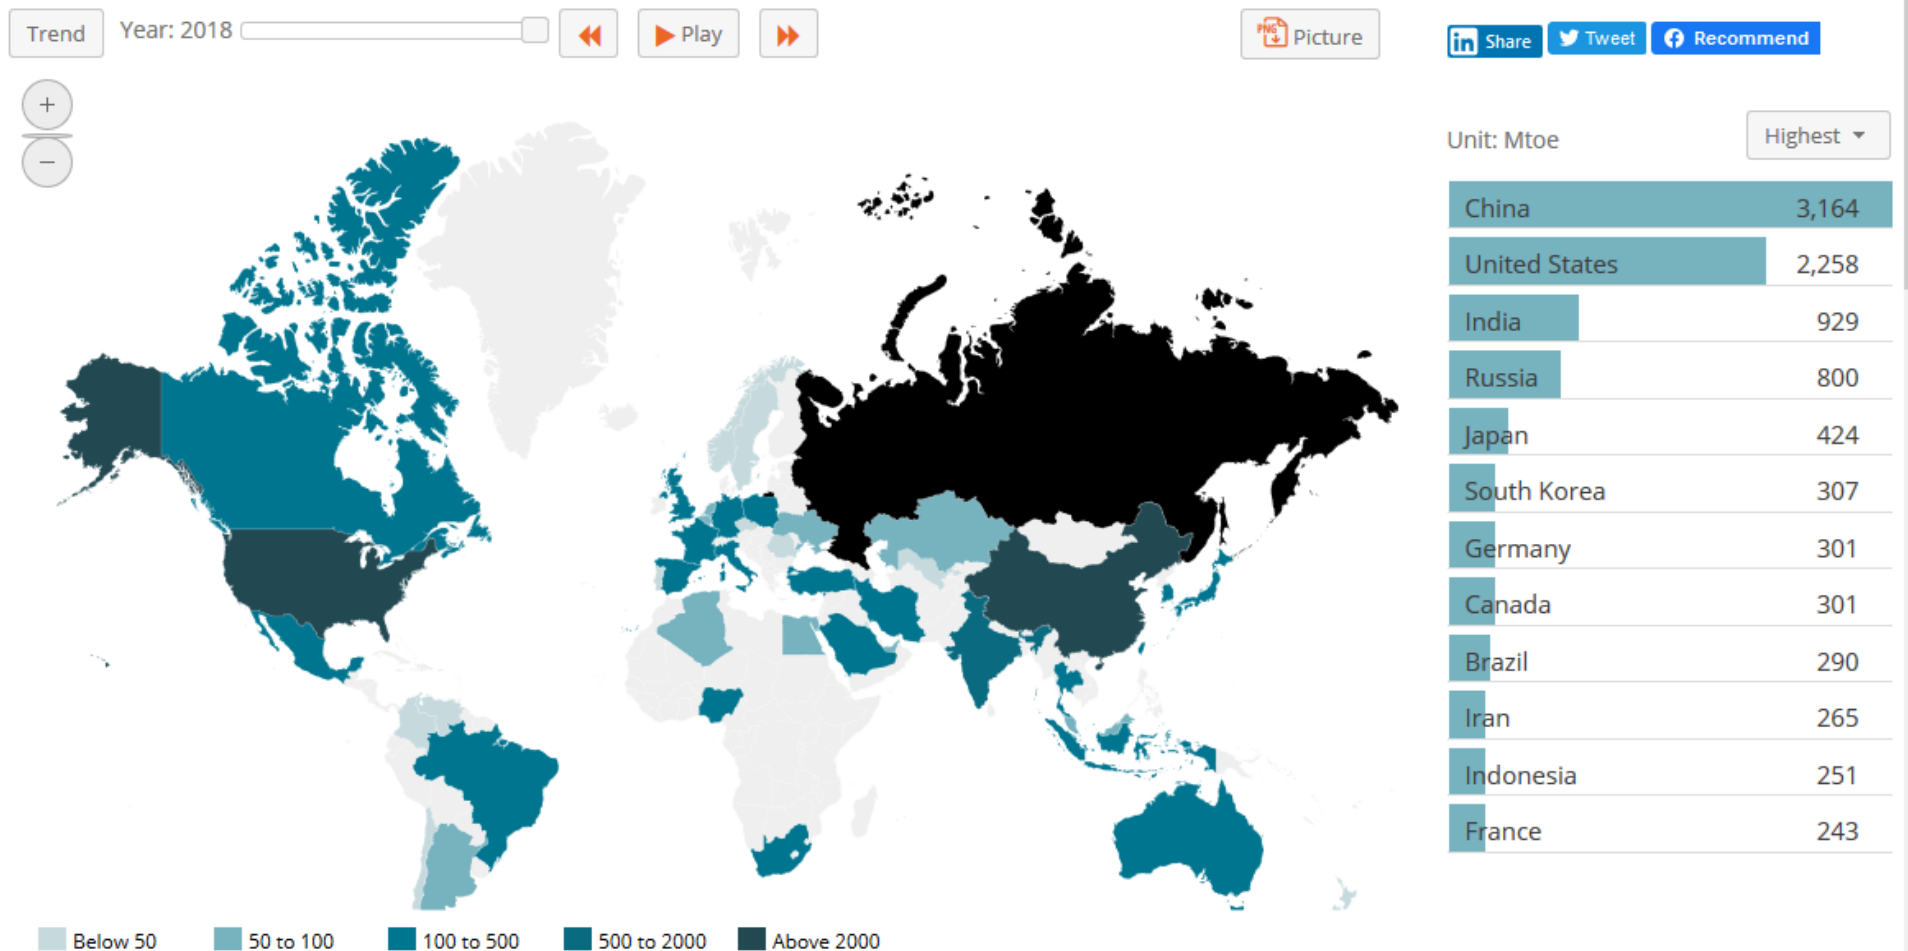 Trend Year: 2018 Play PNG Picture
in Share Tweet Recommend
+
−
Unit: Mtoe Highest
China 3,164
United States 2,258
India 929
Russia 800
Japan 424
South Korea 307
Germany 301
Canada 301
Brazil 290
Iran 265
Indonesia 251
France 243
Below 50 50 to 100 100 to 500 500 to 2000 Above 2000